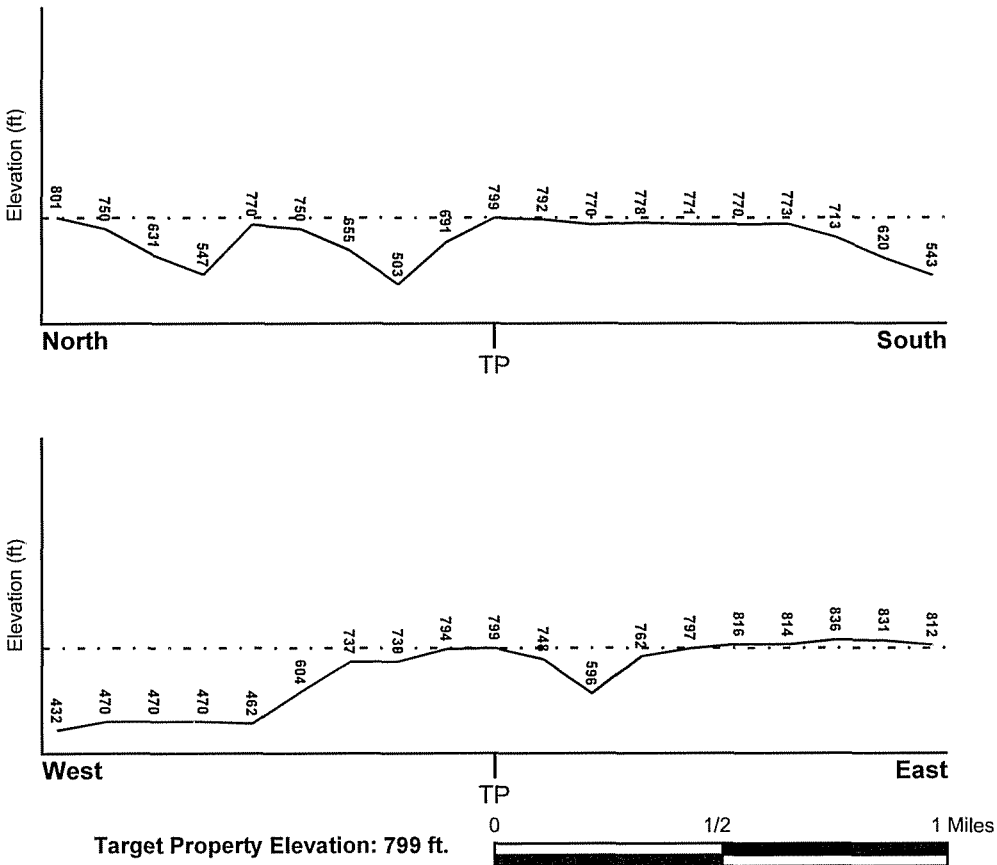 Elevation (ft)
801 750 631 547 770 750 655 503 691 799 792 770 778 771 770 773 713 620 543
North South
TP
Elevation (ft)
432 470 470 470 462 604 737 738 794 799 748 596 762 797 816 814 836 831 812
West East
TP
0 1/2 1 Miles
Target Property Elevation: 799 ft.